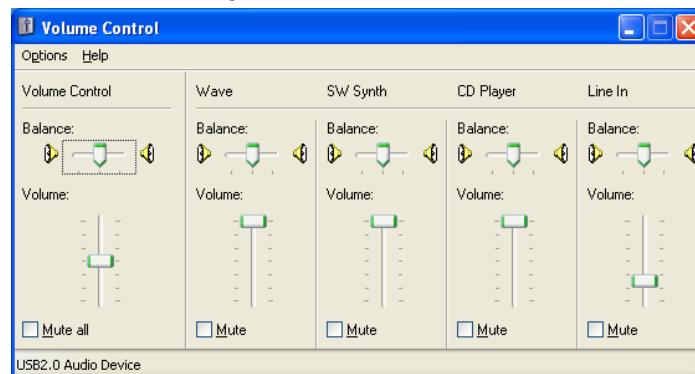 Volume Control
Options Help
Volume Control Wave SW Synth CD Player Line In
Balance: Balance: Balance: Balance: Balance:
Volume: Volume: Volume: Volume: Volume:
Mute all Mute Mute Mute Mute
USB2.0 Audio Device